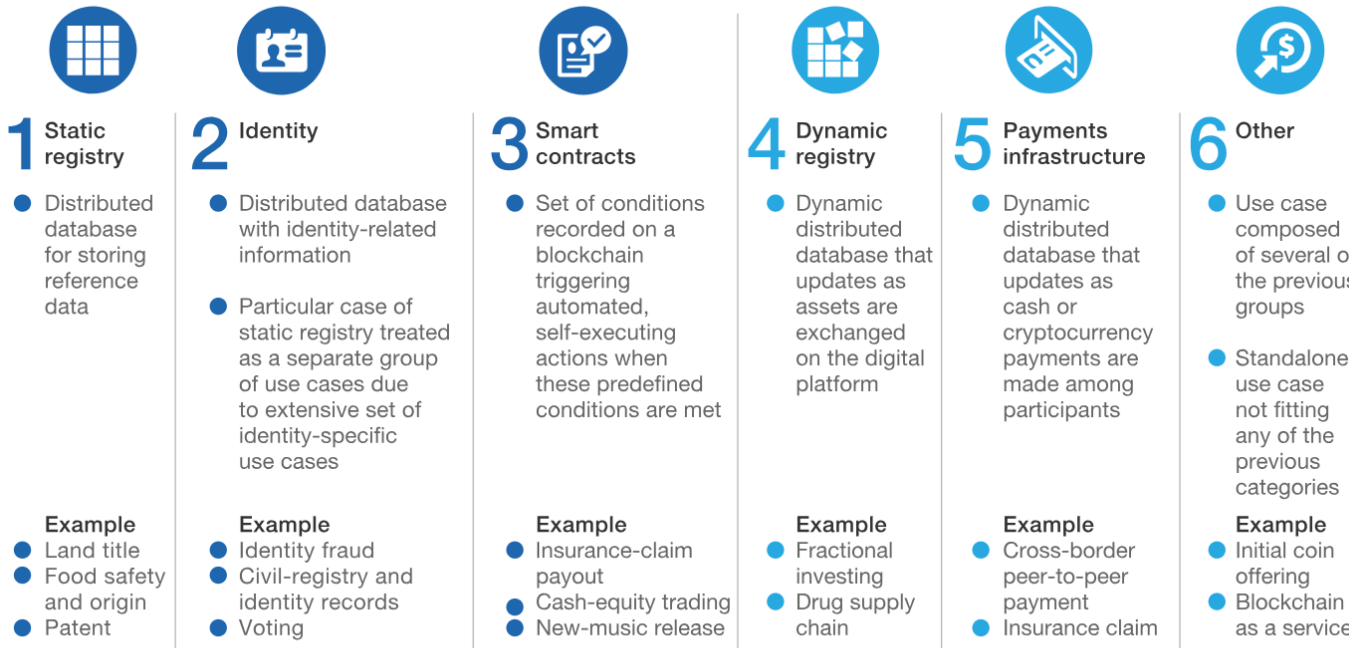 1 Static
registry
Distributed
database
for storing
reference
data
Example
Land title
Food safety
and origin
Patent
2 Identity
Distributed database
with identity-related
information
Particular case of
static registry treated
as a separate group
of use cases due
to extensive set of
identity-specific
use cases
Example
Identity fraud
Civil-registry and
identity records
Voting
3 Smart
contracts
Set of conditions
recorded on a
blockchain
triggering
automated,
self-executing
actions when
these predefined
conditions are met
Example
Insurance-claim
payout
Cash-equity trading
New-music release
4 Dynamic
registry
Dynamic
distributed
database that
updates as
assets are
exchanged
on the digital
platform
Example
Fractional
investing
Drug supply
chain
5 Payments
infrastructure
Dynamic
distributed
database that
updates as
cash or
cryptocurrency
payments are
made among
participants
Example
Cross-border
peer-to-peer
payment
Insurance claim
6 Other
Use case
composed
of several o
the previous
groups
Standalone
use case
not fitting
any of the
previous
categories
Example
Initial coin
offering
Blockchain
as a service